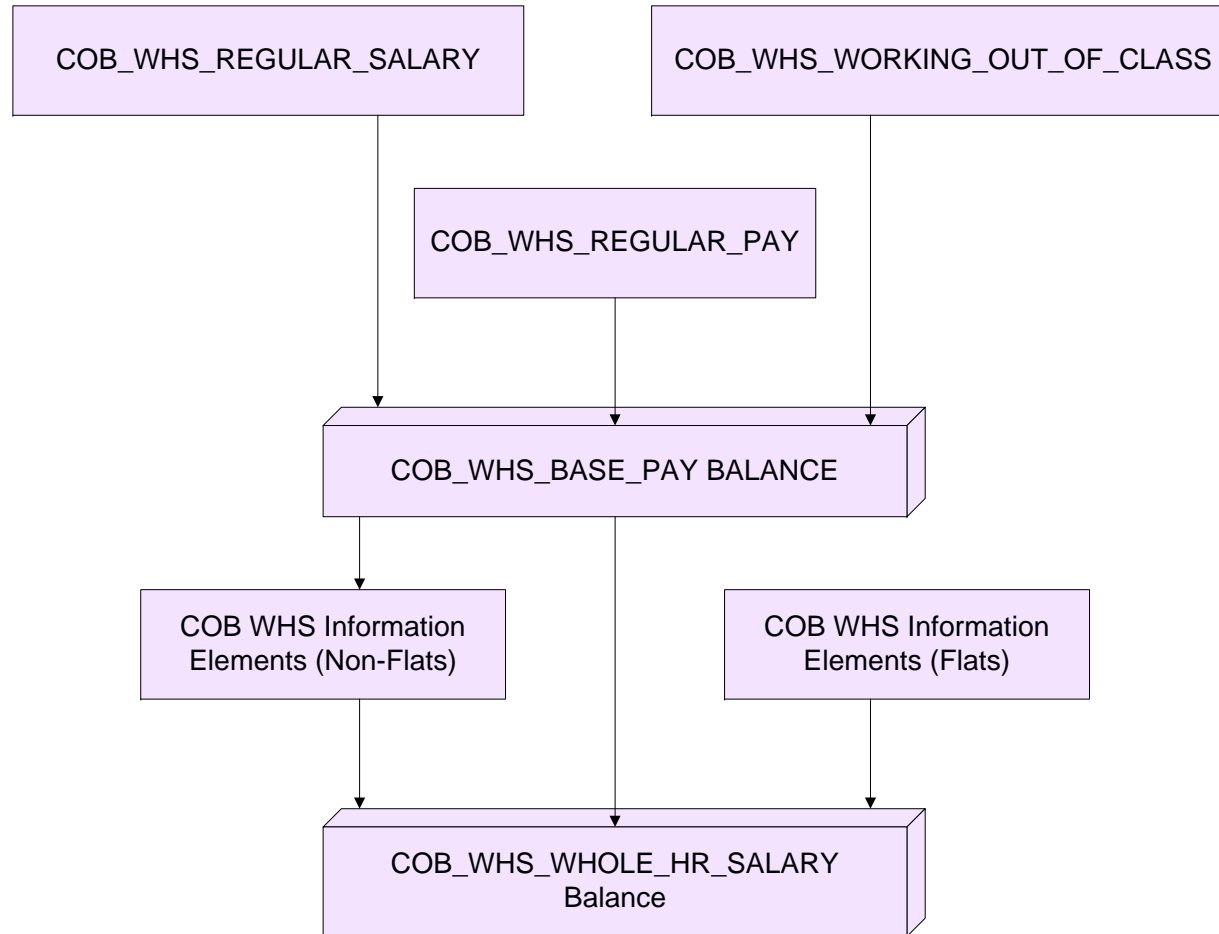 COB_WHS_REGULAR_SALARY
COB_WHS_WORKING_OUT_OF_CLASS
COB_WHS_REGULAR_PAY
COB_WHS_BASE_PAY BALANCE
COB WHS Information
Elements (Non-Flats)
COB WHS Information
Elements (Flats)
COB_WHS_WHOLE_HR_SALARY
Balance